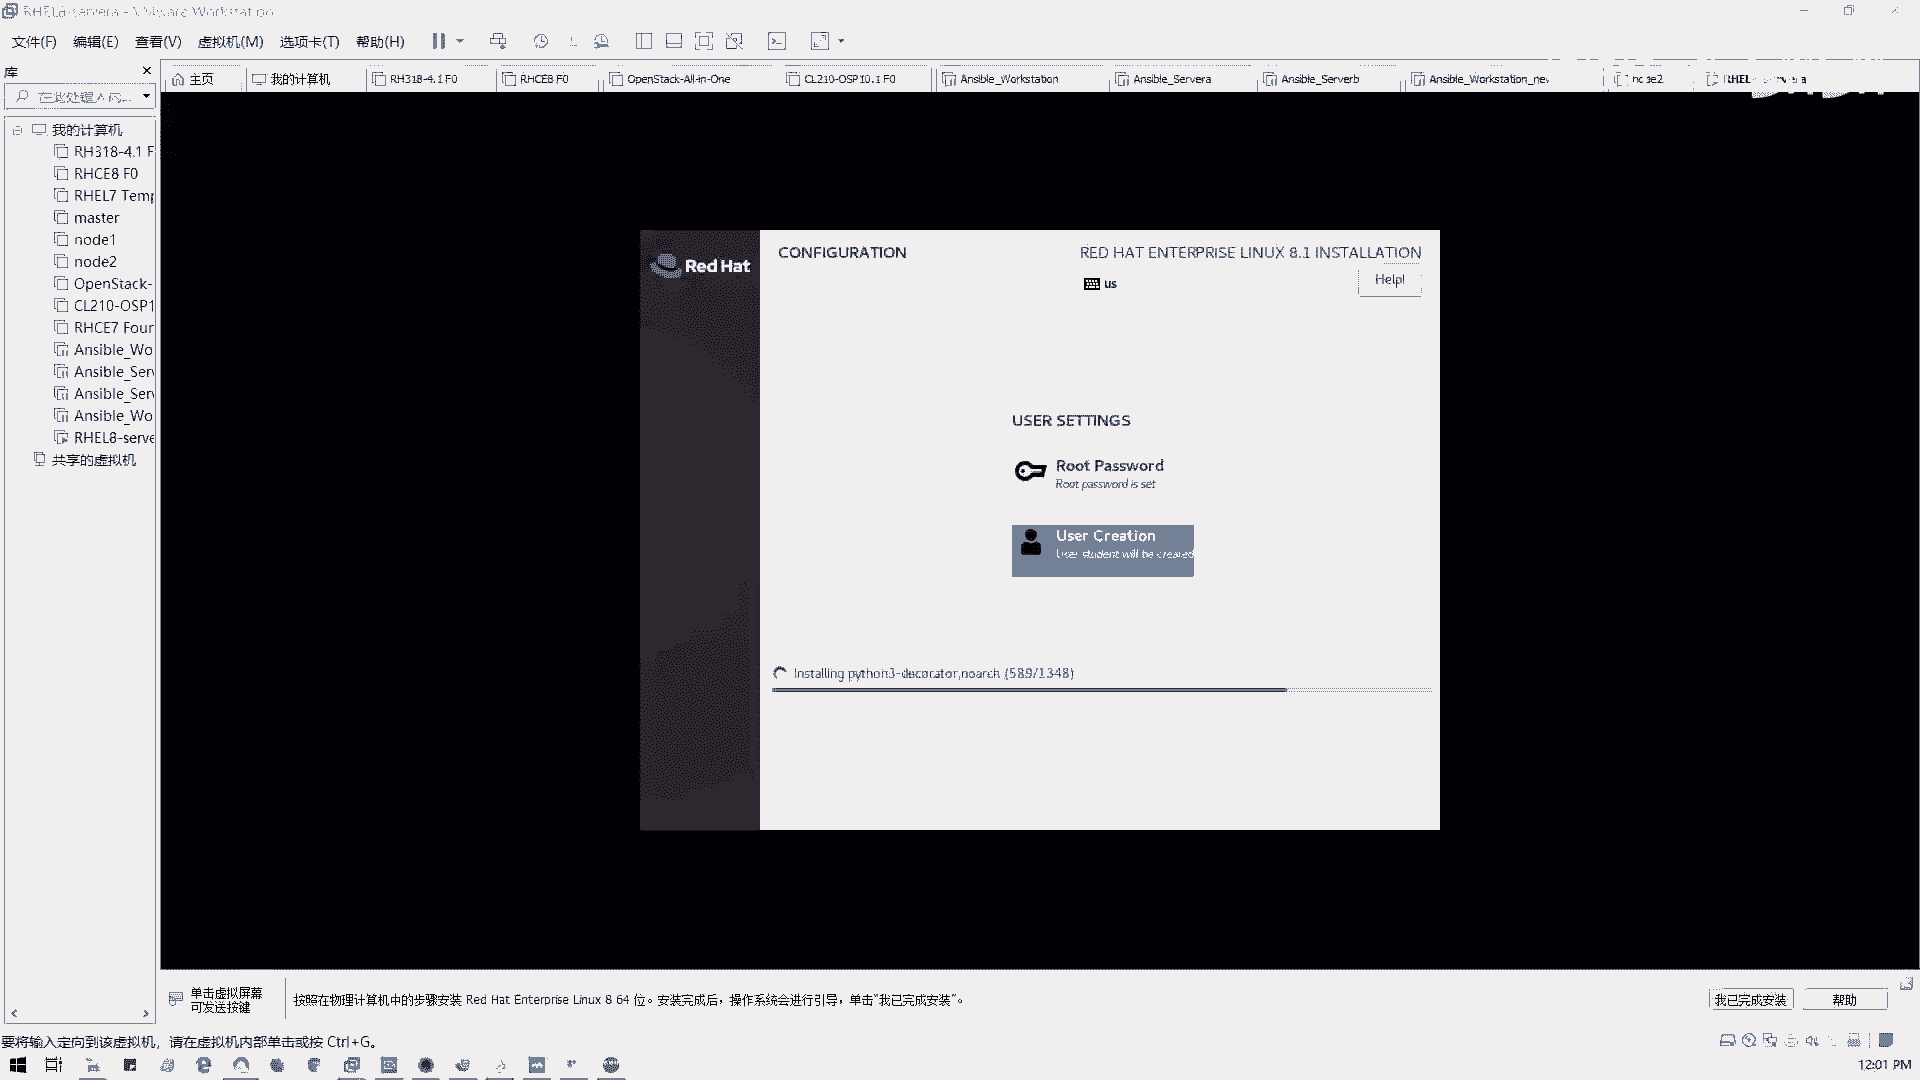 RHEL8-servera - VMware Workstation
文件(F) 编辑(E) 查看(V) 虚拟机(M) 选项卡(T) 帮助(H)
库
主页 我的计算机 RH318-4.1 F0 RHCE8 F0 OpenStack-All-in-One CL210-OSP10.1 F0 Ansible_Workstation Ansible_Servera Ansible_Serverb Ansible_Workstation_new node2
我的计算机
RH318-4.1 F
RHCE8 F0
RHEL7 Temp
master
node1
node2
OpenStack-
CL210-OSP1
RHCE7 Four
Ansible_Wo
Ansible_Serv
Ansible_Serv
Ansible_Wo
RHEL8-serve
共享的虚拟机
Red Hat
CONFIGURATION
RED HAT ENTERPRISE LINUX 8.1 INSTALLATION
us
Help!
USER SETTINGS
Root Password
Root password is set
User Creation
User student will be created
Installing python3-decorator.noarch (589/1348)
单击虚拟屏幕
可发送按键
按照在物理计算机中的步骤安装 Red Hat Enterprise Linux 8 64 位。安装完成后，操作系统会进行引导，单击“我已完成安装”。
我已完成安装 帮助
要将输入定向到该虚拟机，请在虚拟机内部单击或按 Ctrl+G。
12:01 PM